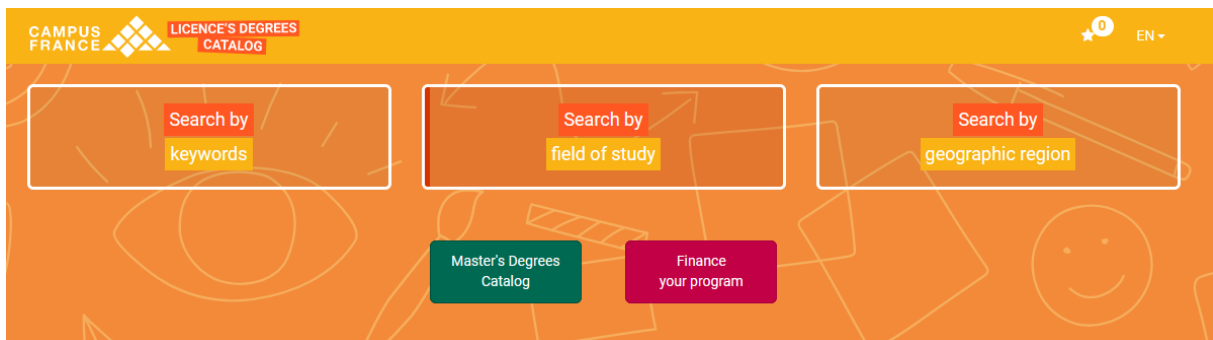 CAMPUS
FRANCE
LICENCE'S DEGREES
CATALOG
0
EN
Search by
keywords
Search by
field of study
Search by
geographic region
Master's Degrees
Catalog
Finance
your program